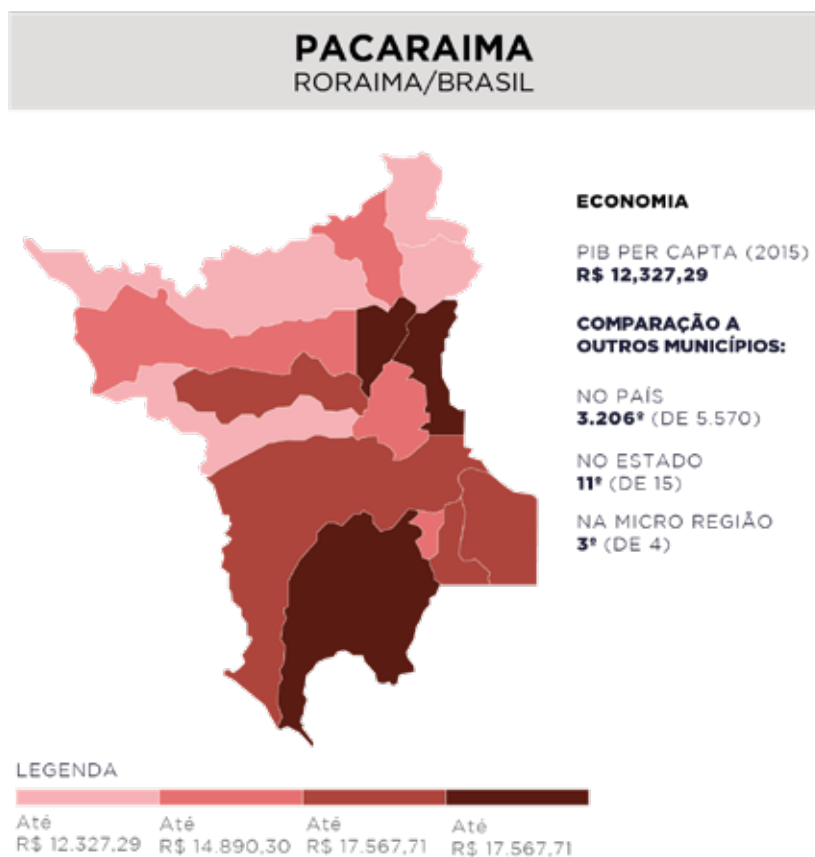 PACARAIMA
RORAIMA/BRASIL
ECONOMIA
PIB PER CAPTA (2015)
R$ 12,327,29
COMPARAÇÃO A
OUTROS MUNICÍPIOS:
NO PAÍS
3.206º (DE 5.570)
NO ESTADO
11º (DE 15)
NA MICRO REGIÃO
3º (DE 4)
LEGENDA
Até
R$ 12.327,29
Até
R$ 14.890,30
Até
R$ 17.567,71
Até
R$ 17.567,71